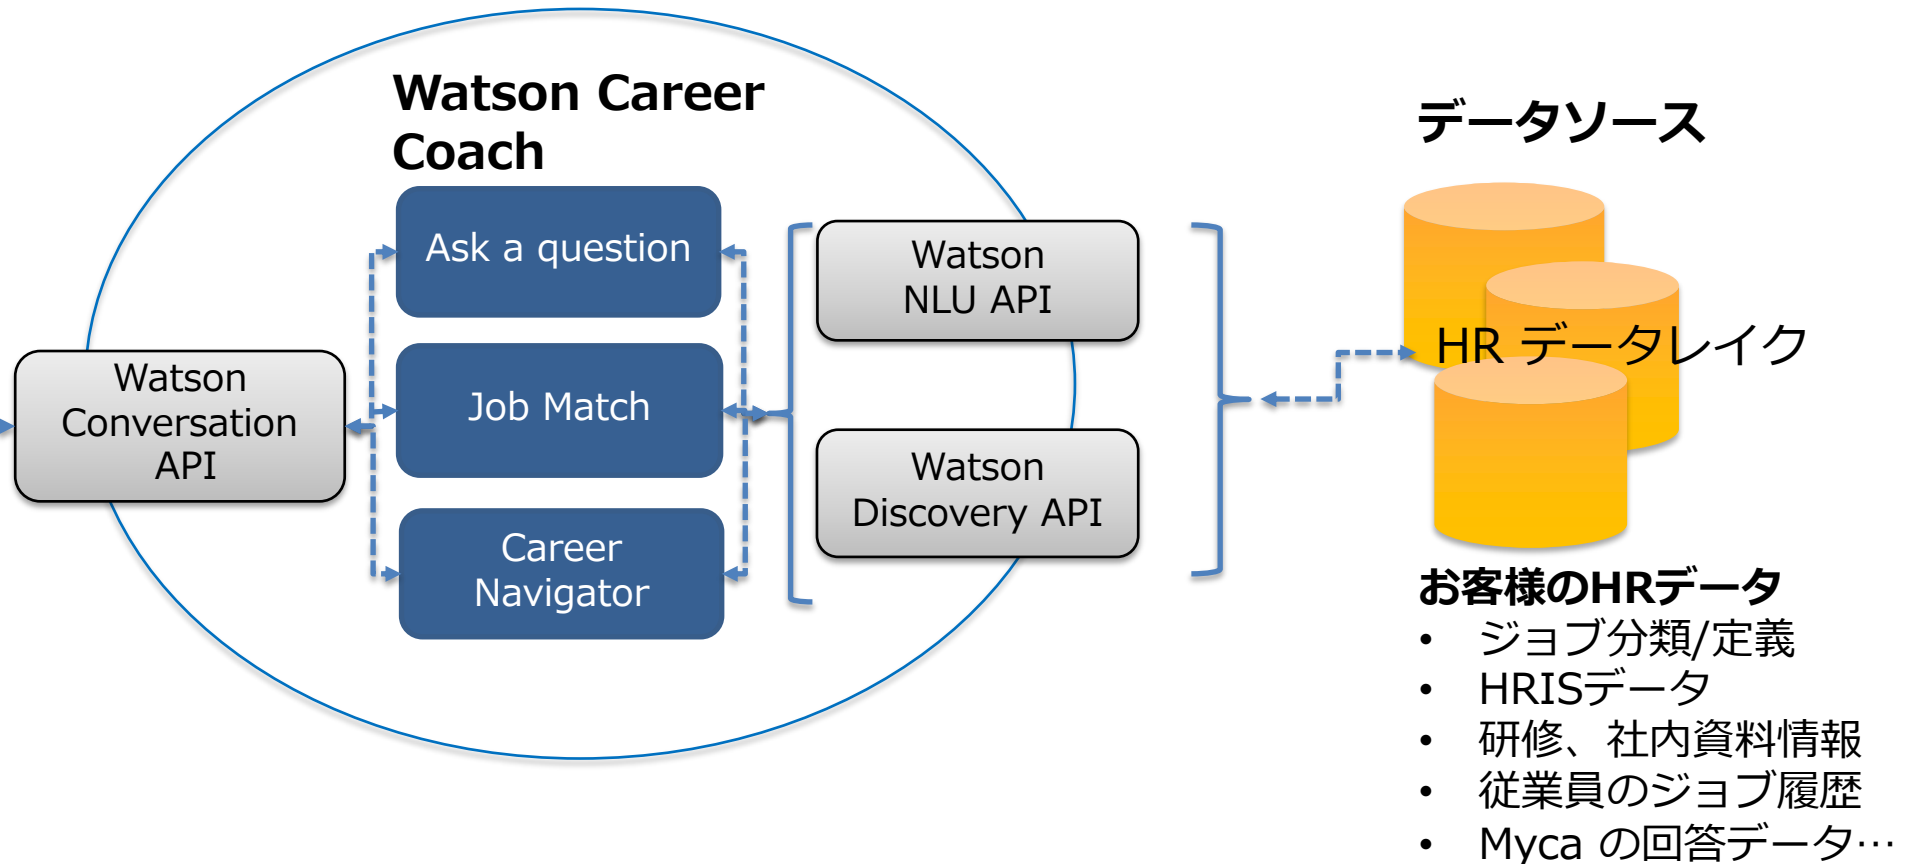 Watson Career
Coach
Ask a question
Job Match
Career
Navigator
Watson
Conversation
API
Watson
NLU API
Watson
Discovery API
データソース
HR データレイク
お客様のHRデータ
• ジョブ分類/定義
• HRISデータ
• 研修、社内資料情報
• 従業員のジョブ履歴
• Myca の回答データ…